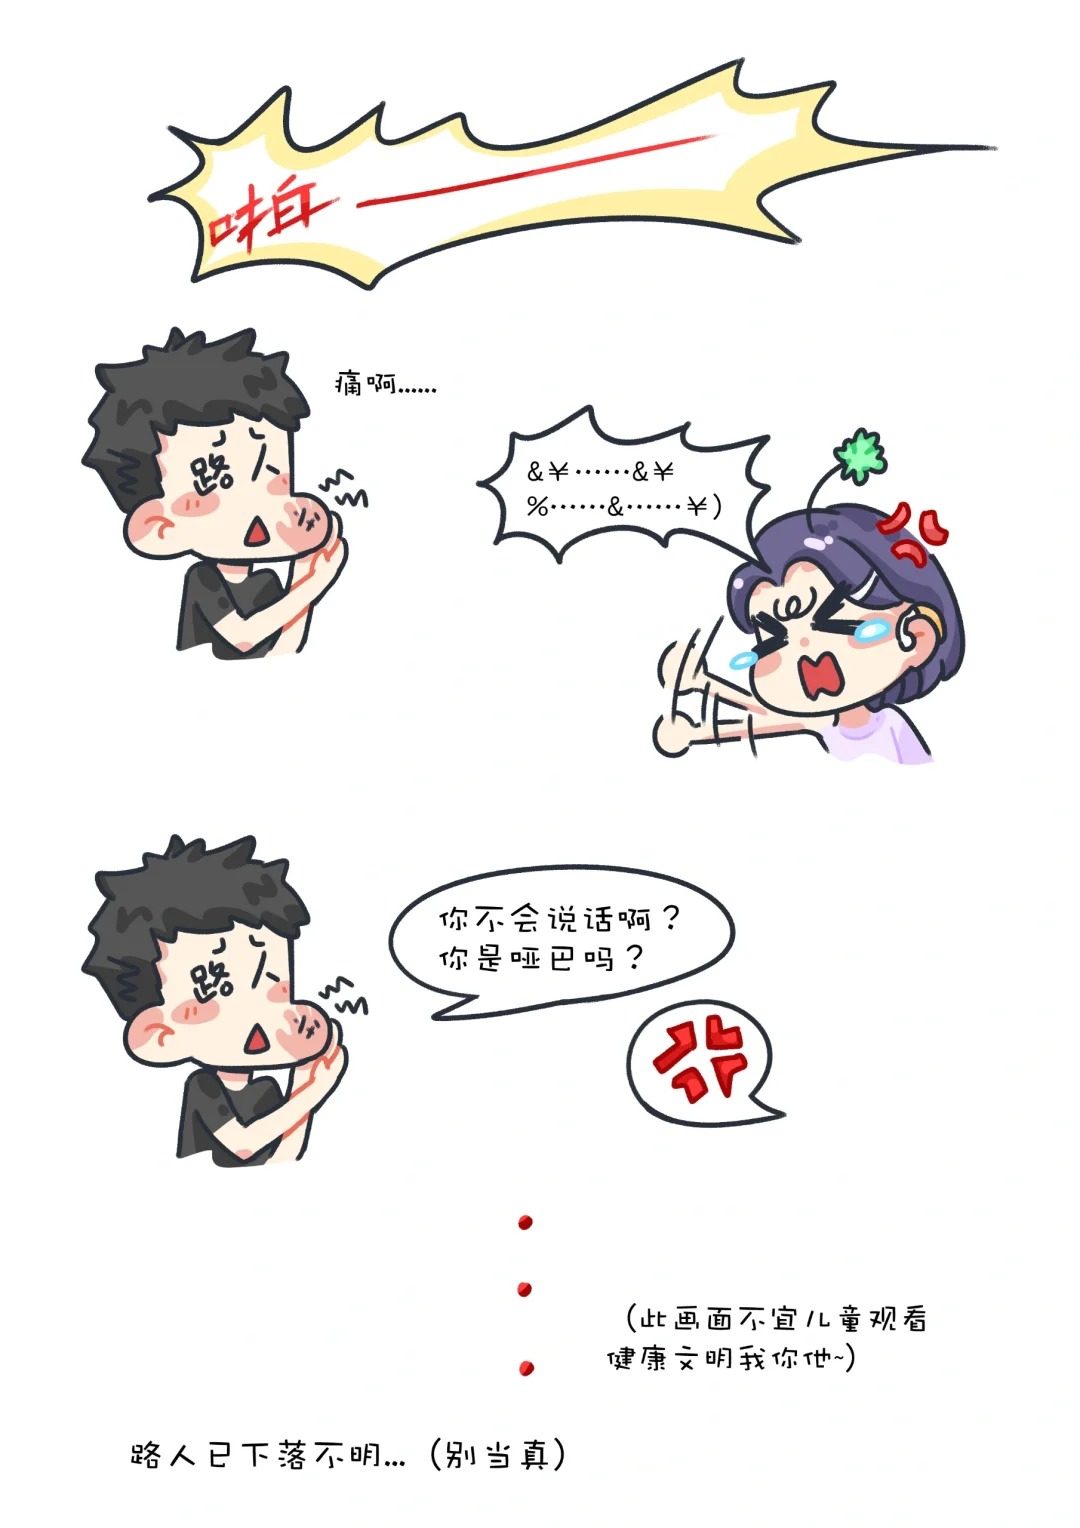 啪
痛啊......
路人
&¥······&¥
%······&······¥）
你不会说话啊？
你是哑巴吗？
路人
（此画面不宜儿童观看
健康文明我你他~）
路人已下落不明...（别当真）